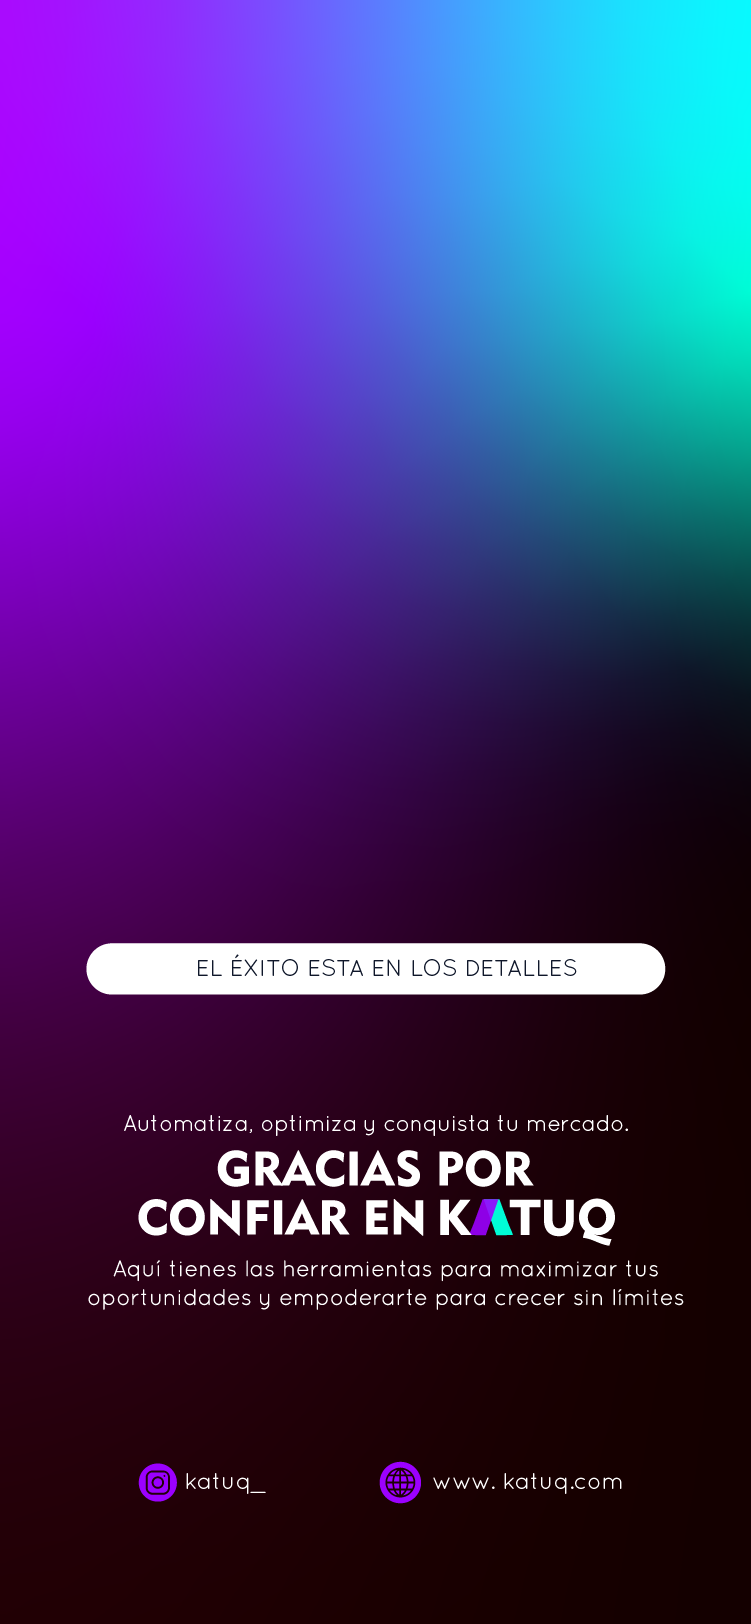 EL ÉXITO ESTA EN LOS DETALLES
Automatiza, optimiza y conquista tu mercado.
GRACIAS POR
CONFIAR EN KATUQ
Aquí tienes las herramientas para maximizar tus
oportunidades y empoderarte para crecer sin límites
katuq_
www. katuq.com